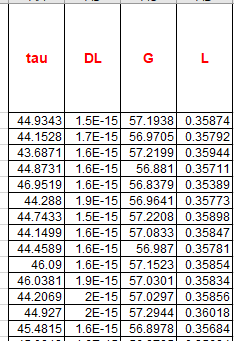 tau DL G L
44.9343 1.5E-15 57.1938 0.35874
44.1528 1.7E-15 56.9705 0.35792
43.6871 1.6E-15 57.2199 0.35944
44.8731 1.6E-15 56.881 0.35711
46.9519 1.6E-15 56.8379 0.35389
44.288 1.9E-15 56.9641 0.35773
44.7433 1.5E-15 57.2208 0.35898
44.1499 1.6E-15 57.0833 0.35847
44.4589 1.6E-15 56.987 0.35781
46.09 1.6E-15 57.1523 0.35854
46.0381 1.9E-15 57.0301 0.35834
44.2069 2E-15 57.0297 0.35856
44.927 2E-15 57.2944 0.36018
45.4815 1.6E-15 56.8978 0.35684